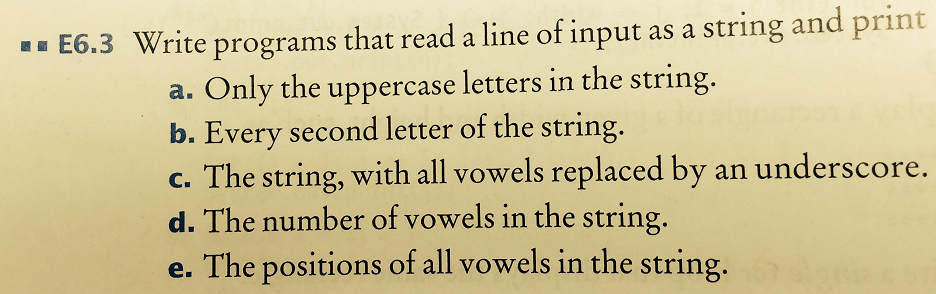 E6.3 Write programs that read a line of input as a string and print
a. Only the uppercase letters in the string.
b. Every second letter of the string.
c. The string, with all vowels replaced by an underscore.
d. The number of vowels in the string.
e. The positions of all vowels in the string.